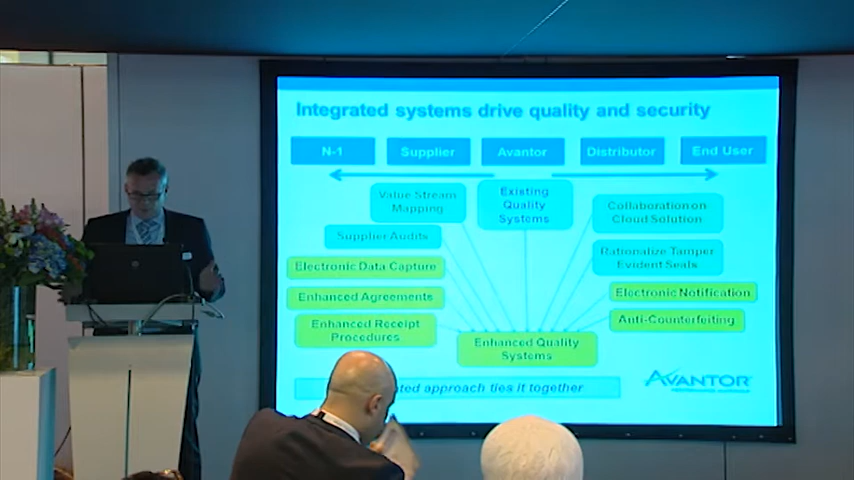 Integrated systems drive quality and security
N-1
Supplier
Avantor
Distributor
End User
Value Stream
Mapping
Existing
Quality
Systems
Collaboration on
Cloud Solution
Supplier Audits
Rationalize Tamper
Evident Seals
Electronic Data Capture
Enhanced Agreements
Electronic Notification
Enhanced Receipt
Procedures
Anti-Counterfeiting
Enhanced Quality
Systems
approach ties it together
AVANTOR